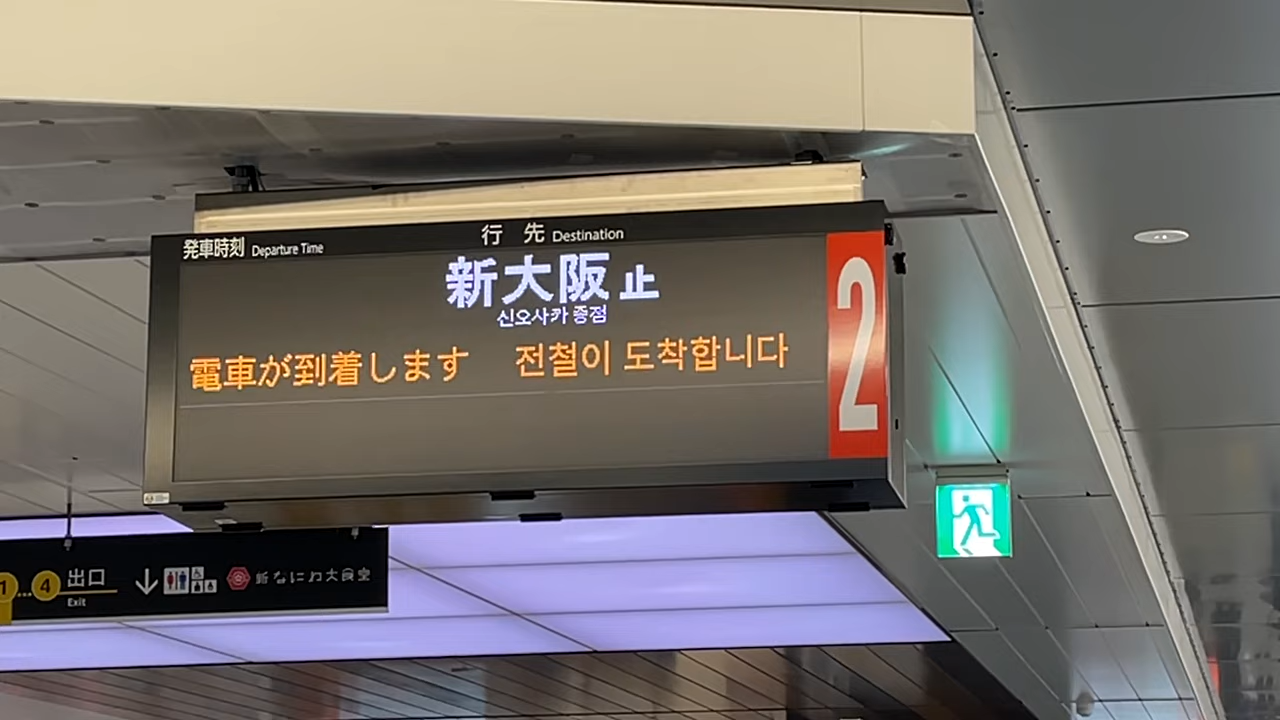 発車時刻 Departure Time 行先 Destination
新大阪止
신오사카 종점
電車が到着します 전철이 도착합니다
2
1...4 出口
Exit
新なにわ大食堂